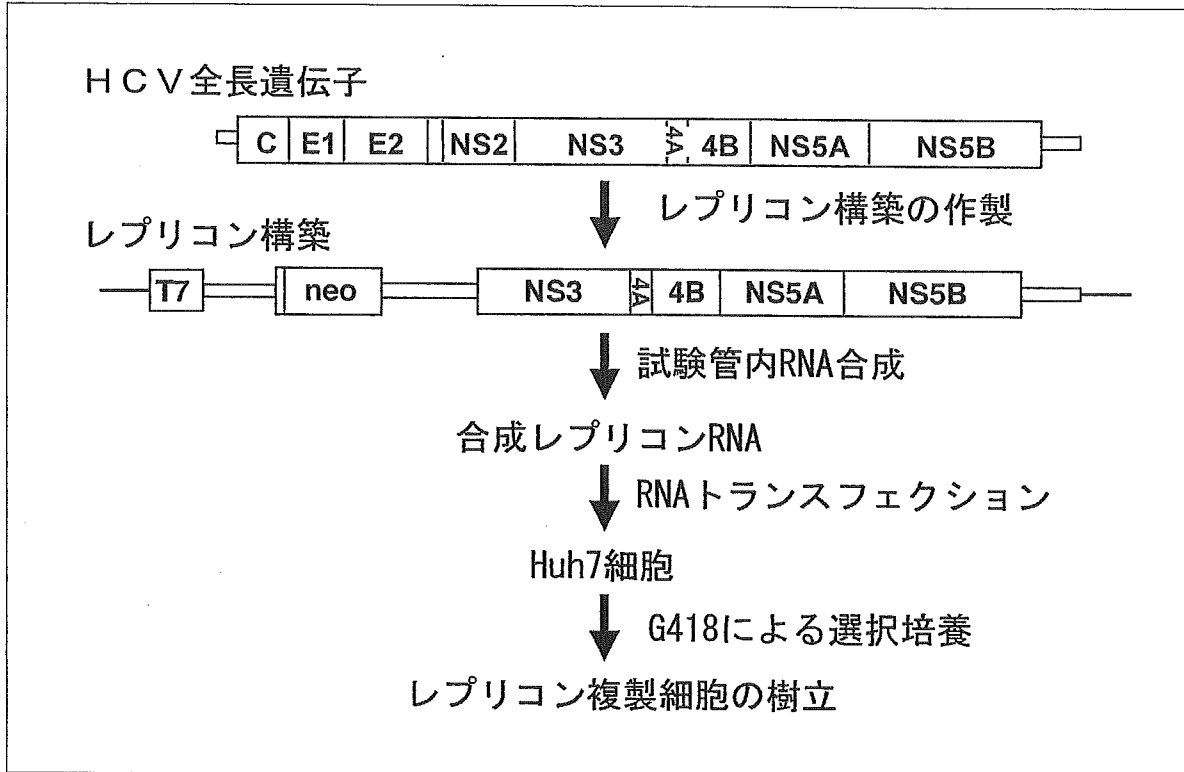 HCV全長遺伝子
C E1 E2 NS2 NS3 4A 4B NS5A NS5B
レプリコン構築の作製
レプリコン構築
T7 neo NS3 4A 4B NS5A NS5B
試験管内RNA合成
合成レプリコンRNA
RNAトランスフェクション
Huh7細胞
G418による選択培養
レプリコン複製細胞の樹立